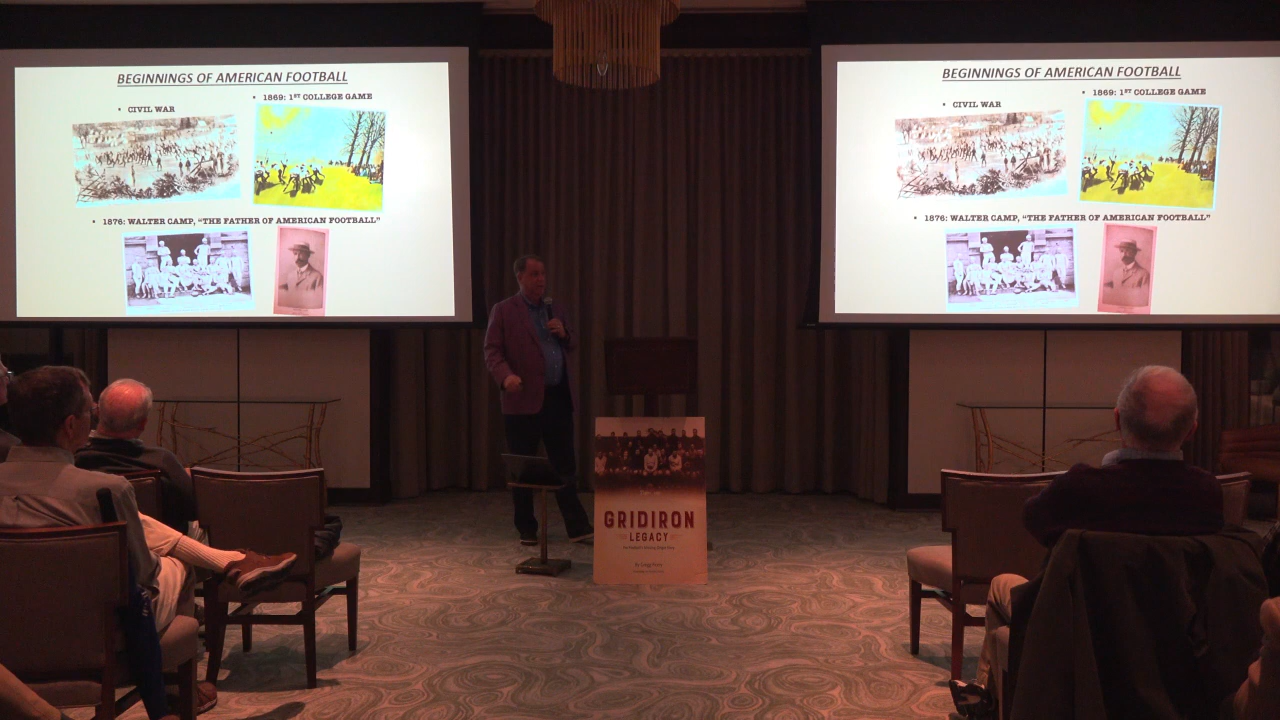 BEGINNINGS OF AMERICAN FOOTBALL
• CIVIL WAR
• 1869: 1ST COLLEGE GAME
• 1876: WALTER CAMP, “THE FATHER OF AMERICAN FOOTBALL”
BEGINNINGS OF AMERICAN FOOTBALL
• CIVIL WAR
• 1869: 1ST COLLEGE GAME
• 1876: WALTER CAMP, “THE FATHER OF AMERICAN FOOTBALL”
GRIDIRON
LEGACY